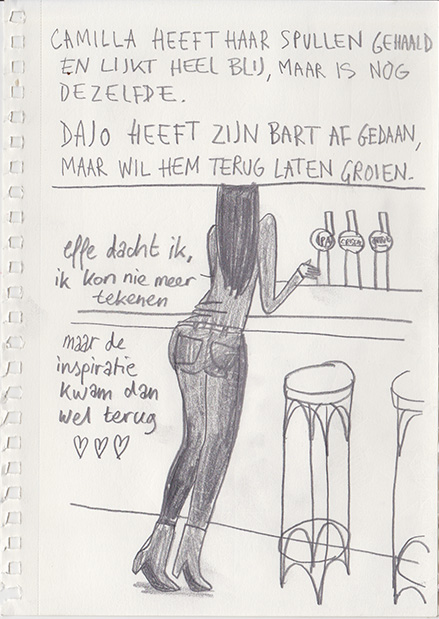 CAMILLA HEEFT HAAR SPULLEN GEHAALD
EN LIJKT HEEL BLIJ, MAAR IS NOG
DEZELFDE.
DAJO HEEFT ZIJN BART AF GEDAAN,
MAAR WIL HEM TERUG LATEN GROIEN.
effe dacht ik,
ik kon nie meer
tekenen
maar de
inspiratie
kwam dan
wel terug
♡♡♡
IPA